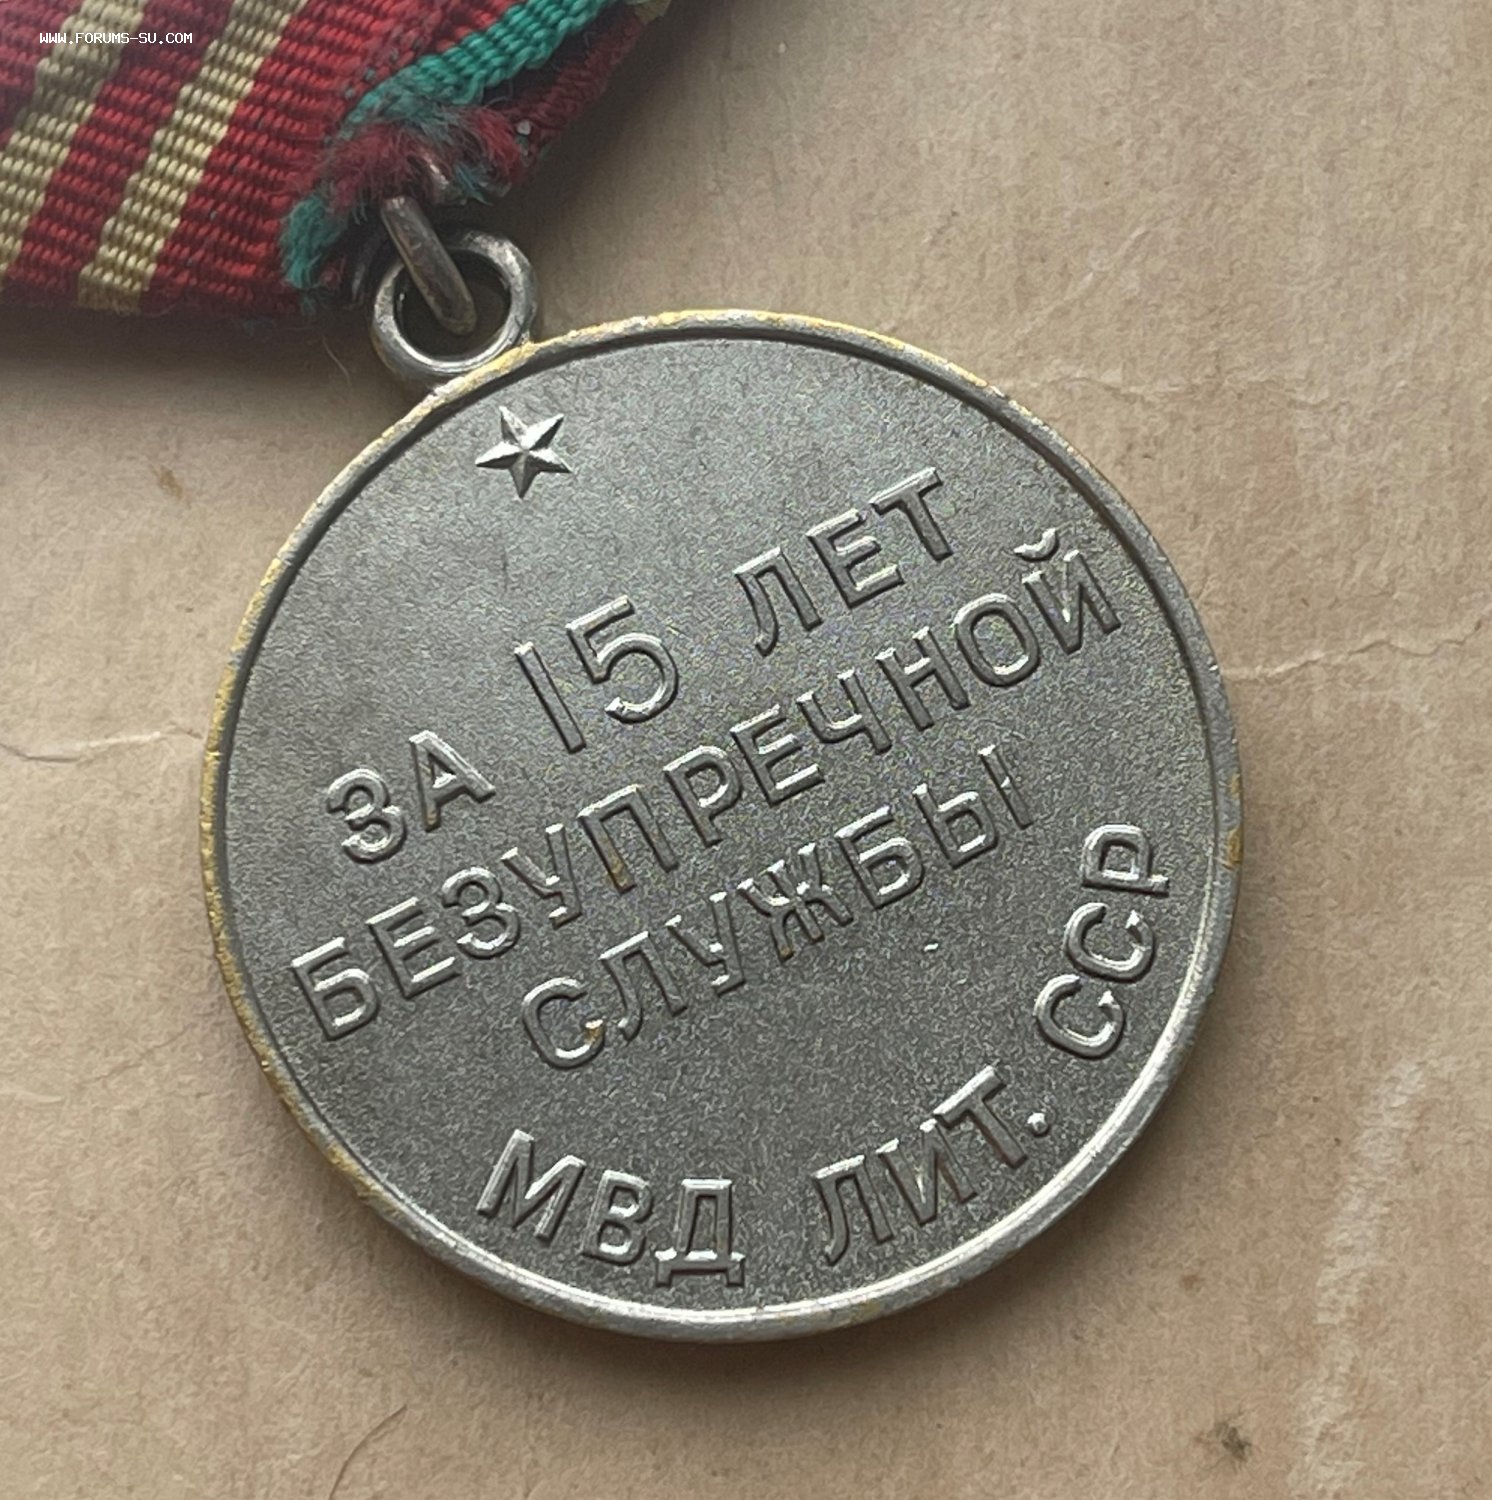 WWW.FORUMS-SU.COM
ЗА 15 ЛЕТ
БЕЗУПРЕЧНОЙ
СЛУЖБЫ
МВД ЛИТ. ССР